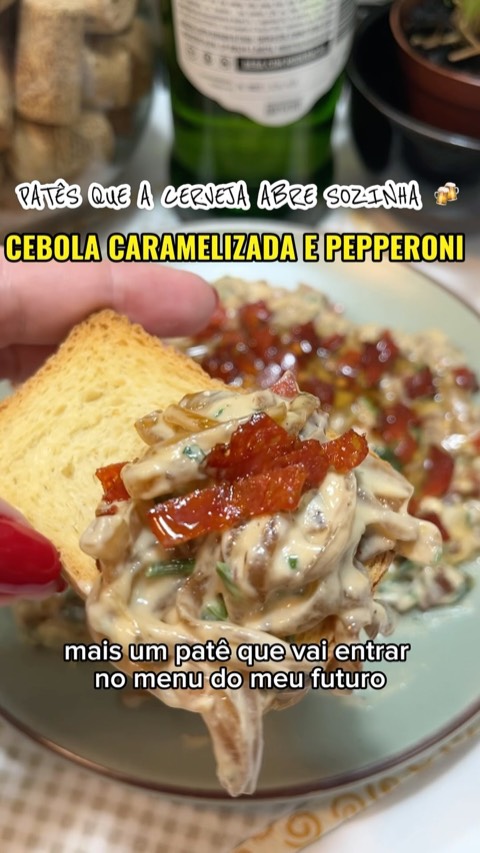 PATÊS QUE A CERVEJA ABRE SOZINHA
CEBOLA CARAMELIZADA E PEPPERONI
mais um patê que vai entrar
no menu do meu futuro